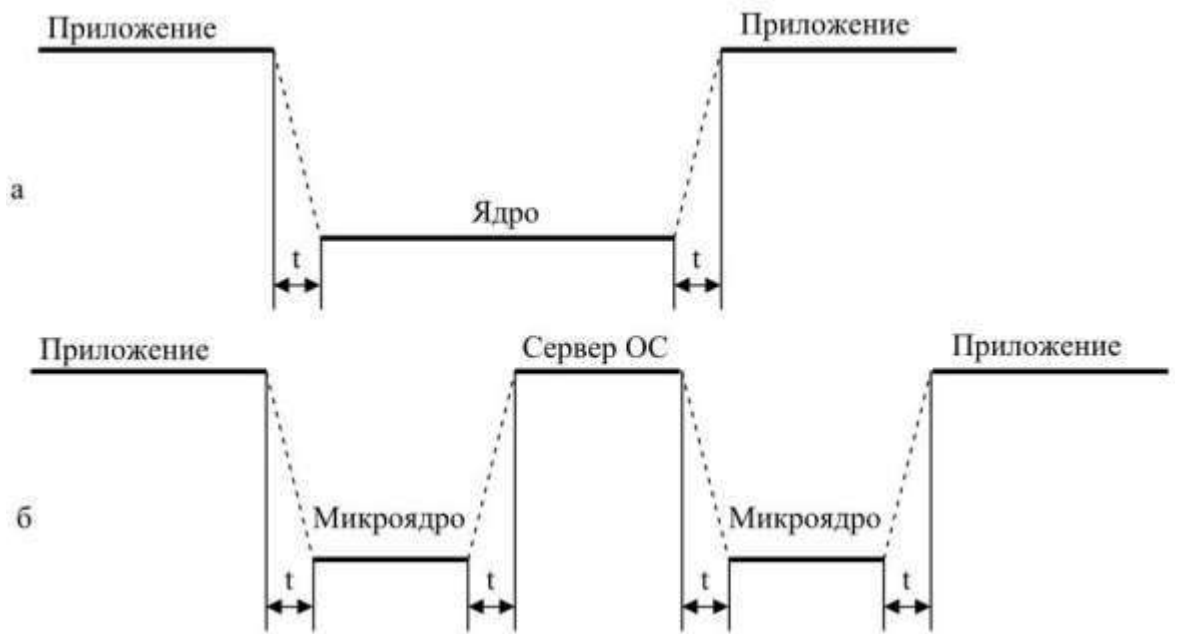 Приложение
Приложение
а
Ядро
t
t
Приложение
Сервер ОС
Приложение
б
Микроядро
Микроядро
t
t
t
t